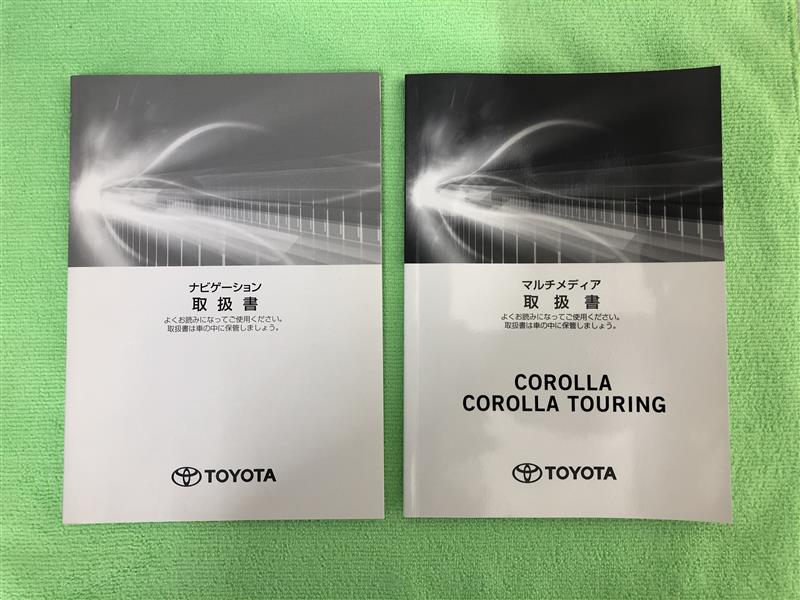 ナビゲーション
取扱書
よくお読みになってご使用ください。
取扱書は車の中に保管しましょう。
TOYOTA
マルチメディア
取扱書
よくお読みになってご使用ください。
取扱書は車の中に保管しましょう。
COROLLA
COROLLA TOURING
TOYOTA